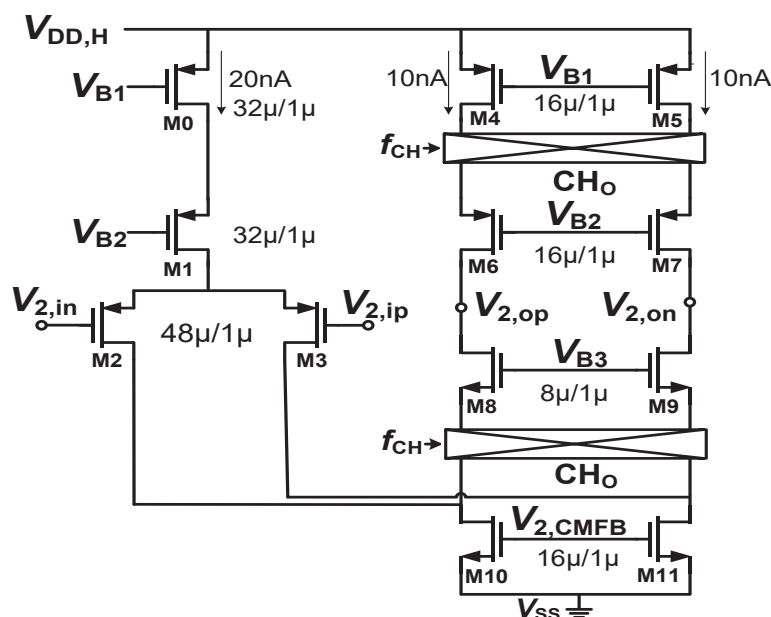 VDD,H
VB1
20nA
32μ/1μ
M0
10nA
VB1
16μ/1μ
10nA
M4
M5
fCH
CHO
VB2
32μ/1μ
M1
VB2
16μ/1μ
M6
M7
V2,in
V2,ip
48μ/1μ
M2
M3
V2,op
V2,on
VB3
8μ/1μ
M8
M9
fCH
CHO
V2,CMFB
16μ/1μ
M10
M11
VSS